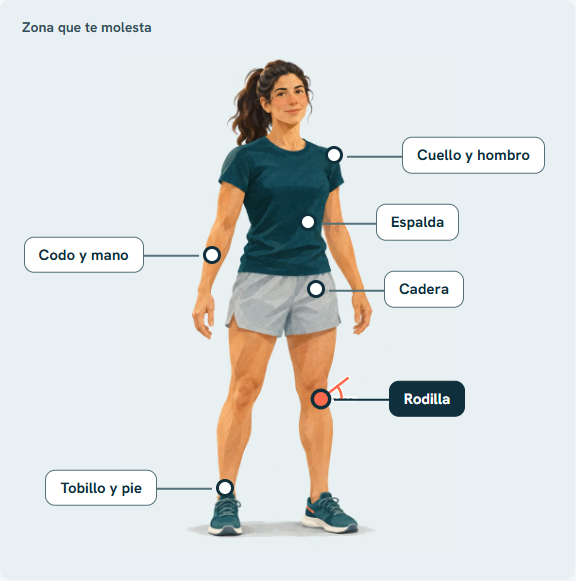 Zona que te molesta
Cuello y hombro
Espalda
Codo y mano
Cadera
Rodilla
Tobillo y pie